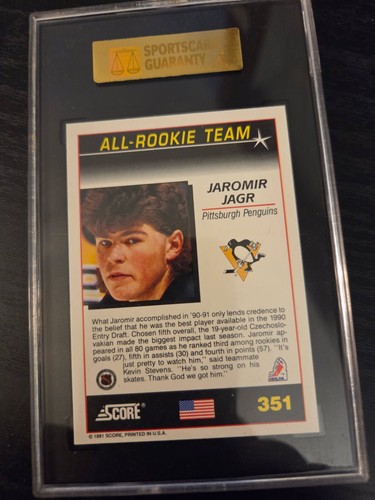 SPORTSCARD
GUARANTY
ALL-ROOKIE TEAM
JAROMIR
JAGR
Pittsburgh Penguins
What Jaromir accomplished in '90-91 only lends credence to
the belief that he was the best player available in the 1990
Entry Draft. Chosen fifth overall, the 19-year-old Czechoslo-
vakian made the biggest impact last season. Jaromir ap-
peared in all 80 games as he ranked third among rookies in
goals (27), fifth in assists (30) and fourth in points (57). "It's
just pretty to watch him," said teammate
Kevin Stevens. "He's so strong on his
skates. Thank God we got him."
SCORE
351
© 1991 SCORE, PRINTED IN U.S.A.